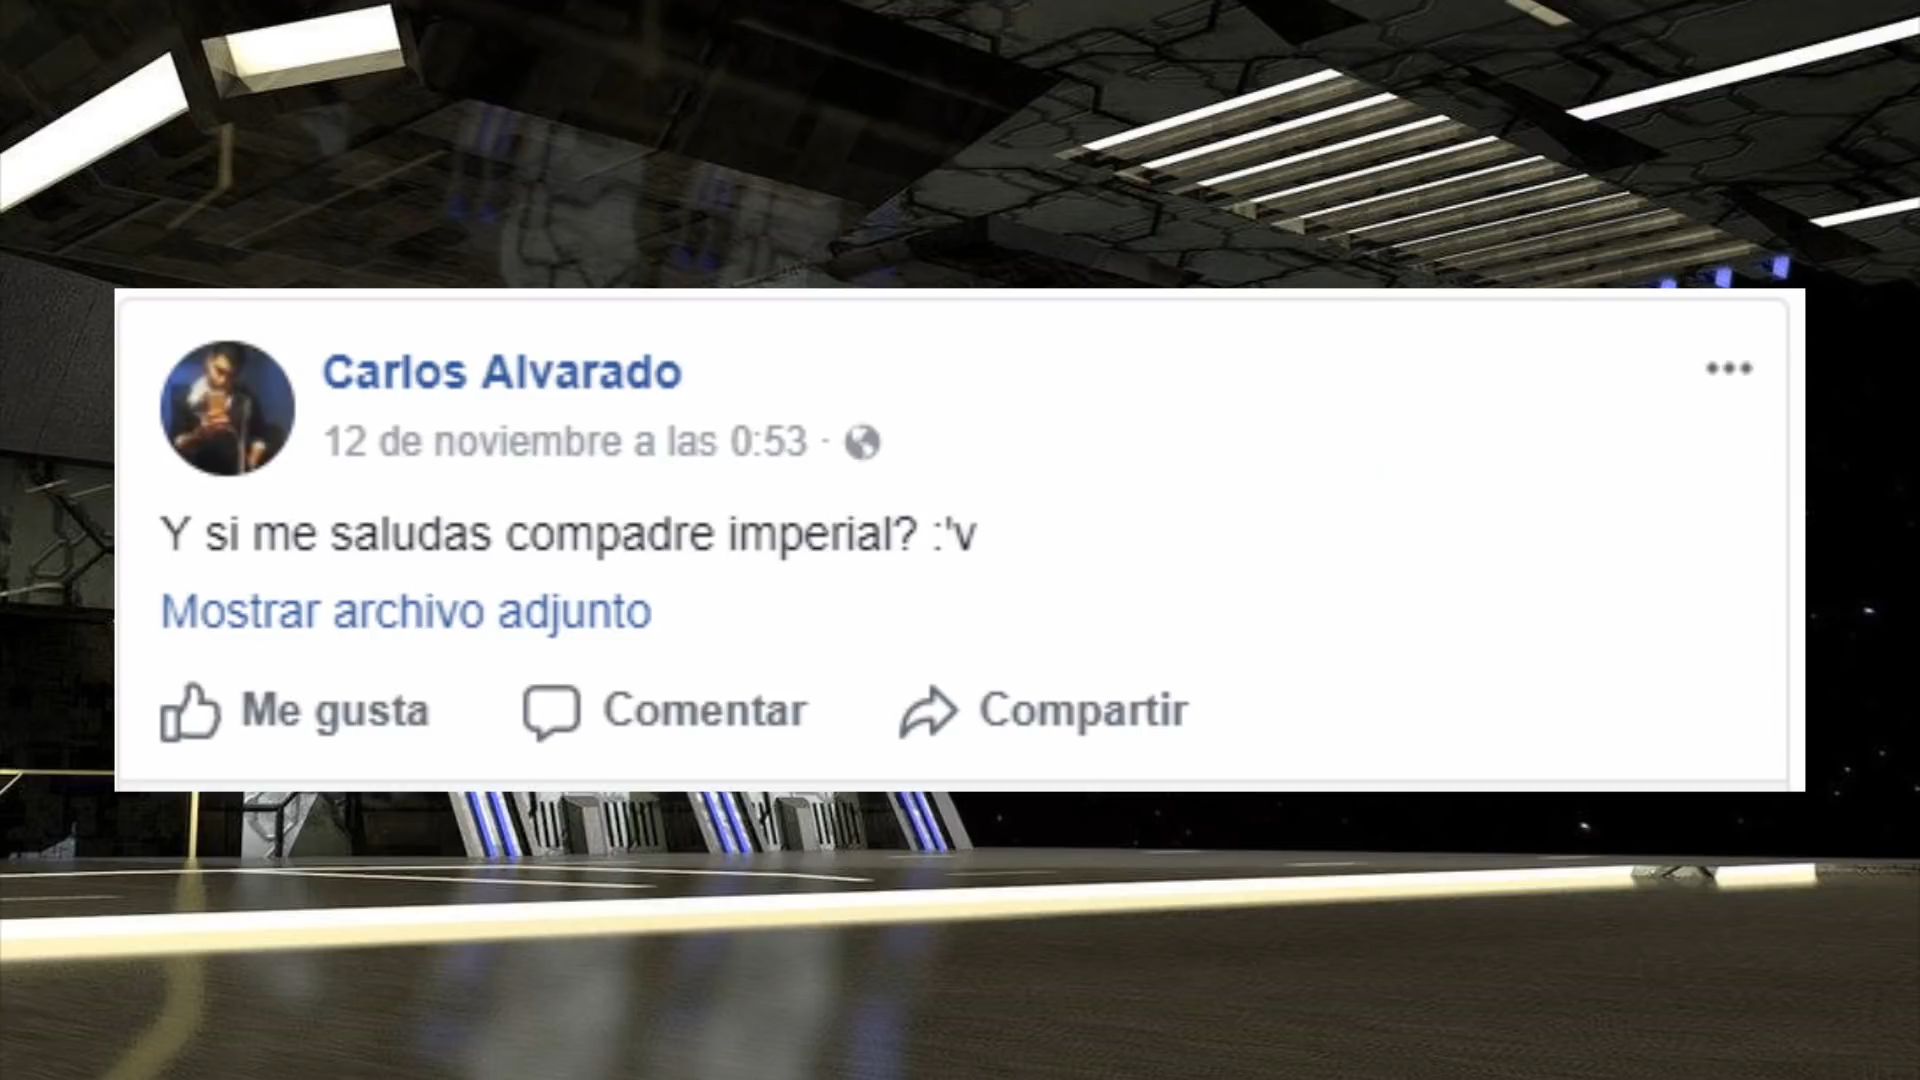 Carlos Alvarado
12 de noviembre a las 0:53 ·
Y si me saludas compadre imperial? :'v
Mostrar archivo adjunto
Me gusta Comentar Compartir